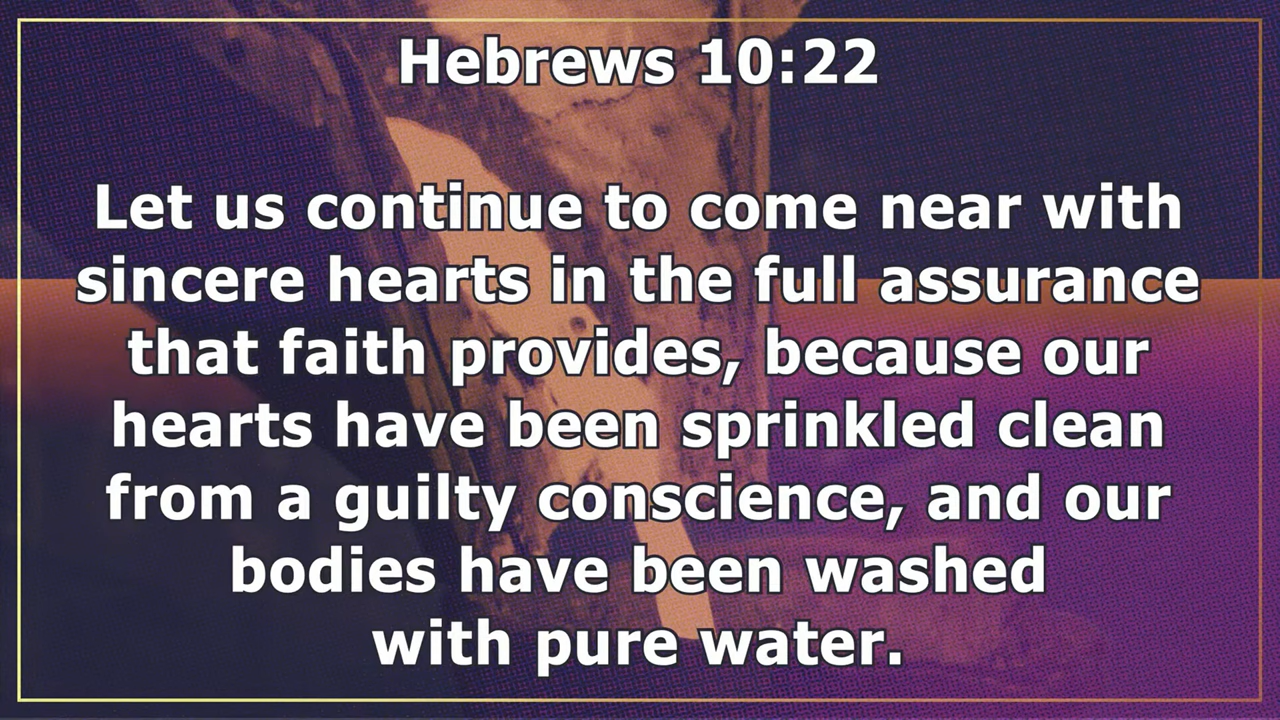 Hebrews 10:22
Let us continue to come near with
sincere hearts in the full assurance
that faith provides, because our
hearts have been sprinkled clean
from a guilty conscience, and our
bodies have been washed
with pure water.